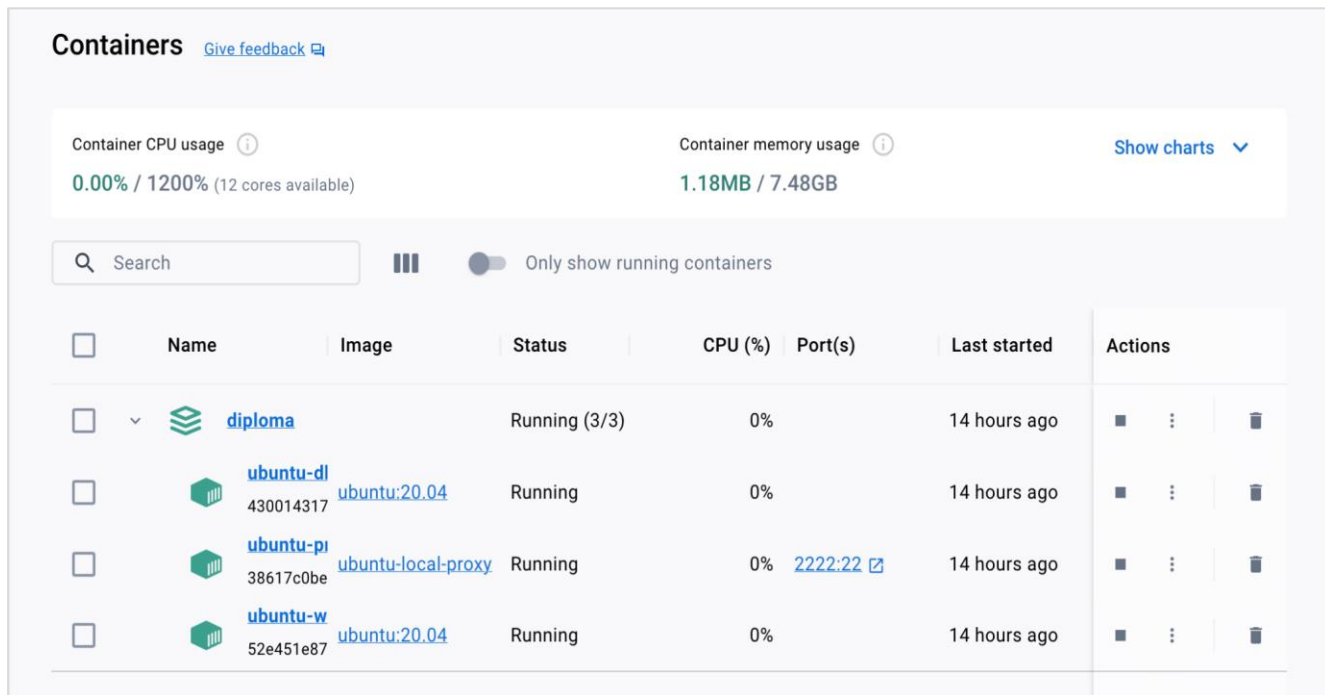 Containers Give feedback
Container CPU usage Container memory usage Show charts
0.00% / 1200% (12 cores available) 1.18MB / 7.48GB
Search Only show running containers
Name Image Status CPU (%) Port(s) Last started Actions
diploma Running (3/3) 0% 14 hours ago
ubuntu-dl
430014317 ubuntu:20.04 Running 0% 14 hours ago
ubuntu-pr
38617c0be ubuntu-local-proxy Running 0% 2222:22 14 hours ago
ubuntu-w
52e451e87 ubuntu:20.04 Running 0% 14 hours ago